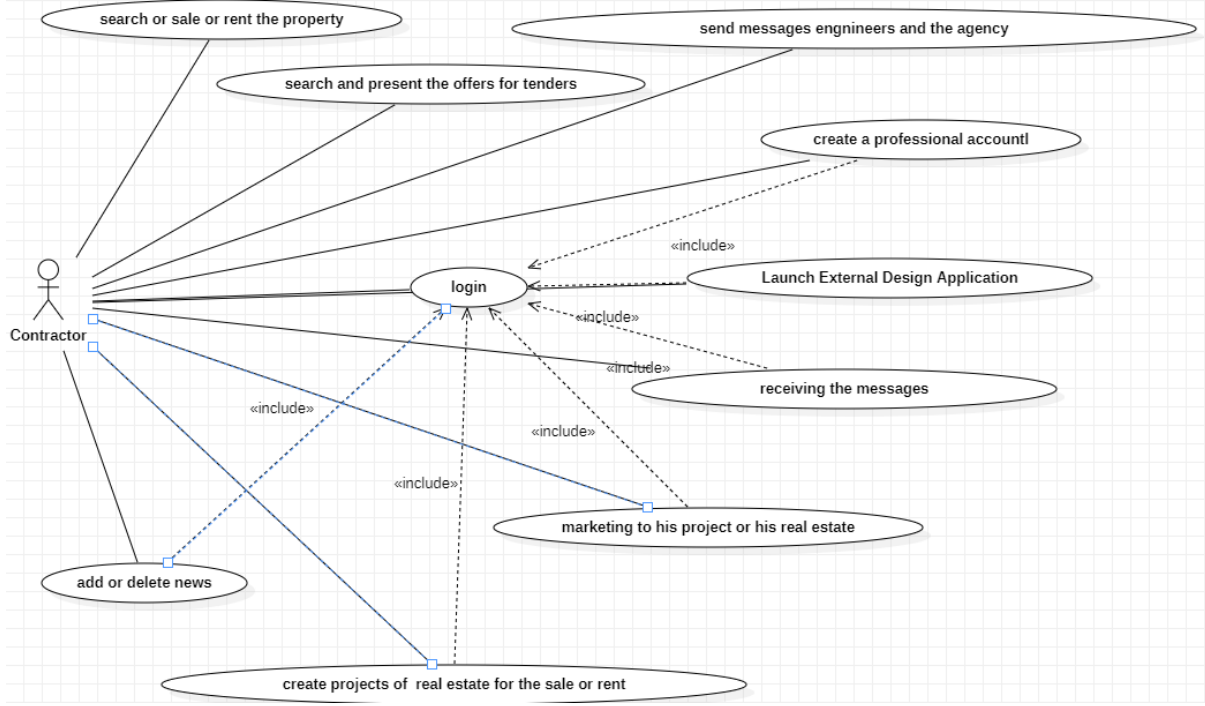 search or sale or rent the property
send messages engnineers and the agency
search and present the offers for tenders
create a professional accountl
«include»
Launch External Design Application
login
«include»
Contractor
«include»
receiving the messages
«include»
«include»
«include»
marketing to his project or his real estate
add or delete news
create projects of real estate for the sale or rent